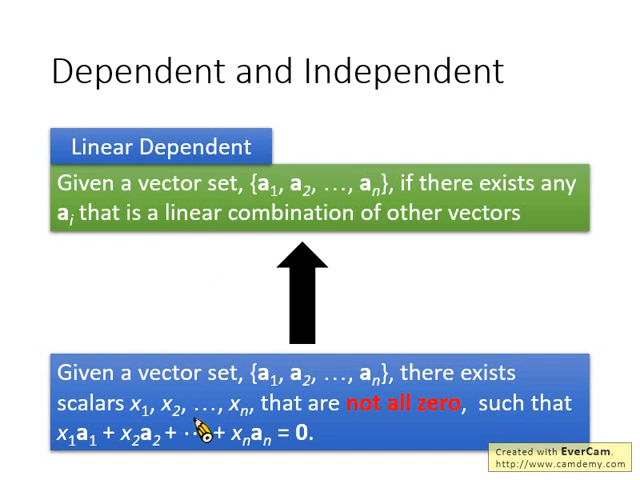 Dependent and Independent
Linear Dependent
Given a vector set, {a₁, a₂, …, aₙ}, if there exists any
aᵢ that is a linear combination of other vectors
Given a vector set, {a₁, a₂, …, aₙ}, there exists
scalars x₁, x₂, …, xₙ, that are not all zero, such that
x₁a₁ + x₂a₂ + ⋯ + xₙaₙ = 0.
Created with EverCam.
http://www.camdemy.com